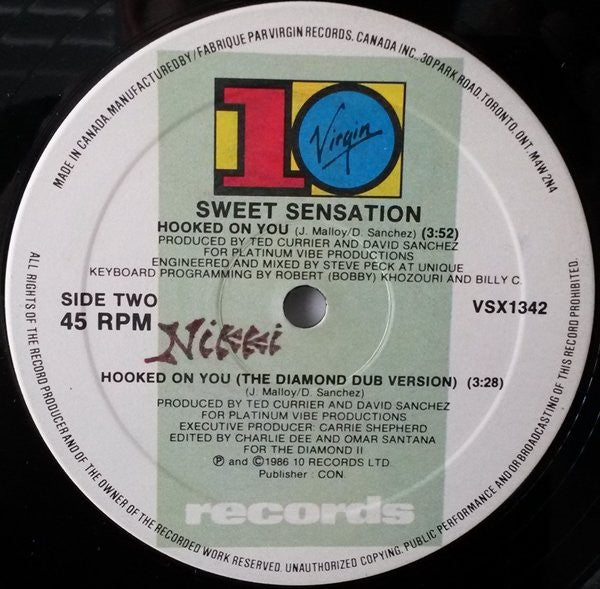 MADE IN CANADA. MANUFACTURED BY/FABRIQUE PAR VIRGIN RECORDS. CANADA INC., 30 PARK ROAD, TORONTO, ONT. M4W 2N4
10
Virgin
SWEET SENSATION
HOOKED ON YOU (J. Malloy/D. Sanchez) (3:52)
PRODUCED BY TED CURRIER AND DAVID SANCHEZ
FOR PLATINUM VIBE PRODUCTIONS
ENGINEERED AND MIXED BY STEVE PECK AT UNIQUE
KEYBOARD PROGRAMMING BY ROBERT (BOBBY) KHOZOURI AND BILLY C.
SIDE TWO VSX1342
45 RPM
Nikki
HOOKED ON YOU (THE DIAMOND DUB VERSION) (3:28)
(J. Malloy/D. Sanchez)
PRODUCED BY TED CURRIER AND DAVID SANCHEZ
FOR PLATINUM VIBE PRODUCTIONS
EXECUTIVE PRODUCER: CARRIE SHEPHERD
EDITED BY CHARLIE DEE AND OMAR SANTANA
FOR THE DIAMOND II
Ⓟ and ©1986 10 RECORDS LTD.
Publisher : CON.
records
ALL RIGHTS OF THE RECORD PRODUCER AND OF THE OWNER OF THE RECORDED WORK RESERVED. UNAUTHORIZED COPYING, PUBLIC PERFORMANCE AND/OR BROADCASTING OF THIS RECORD PROHIBITED.